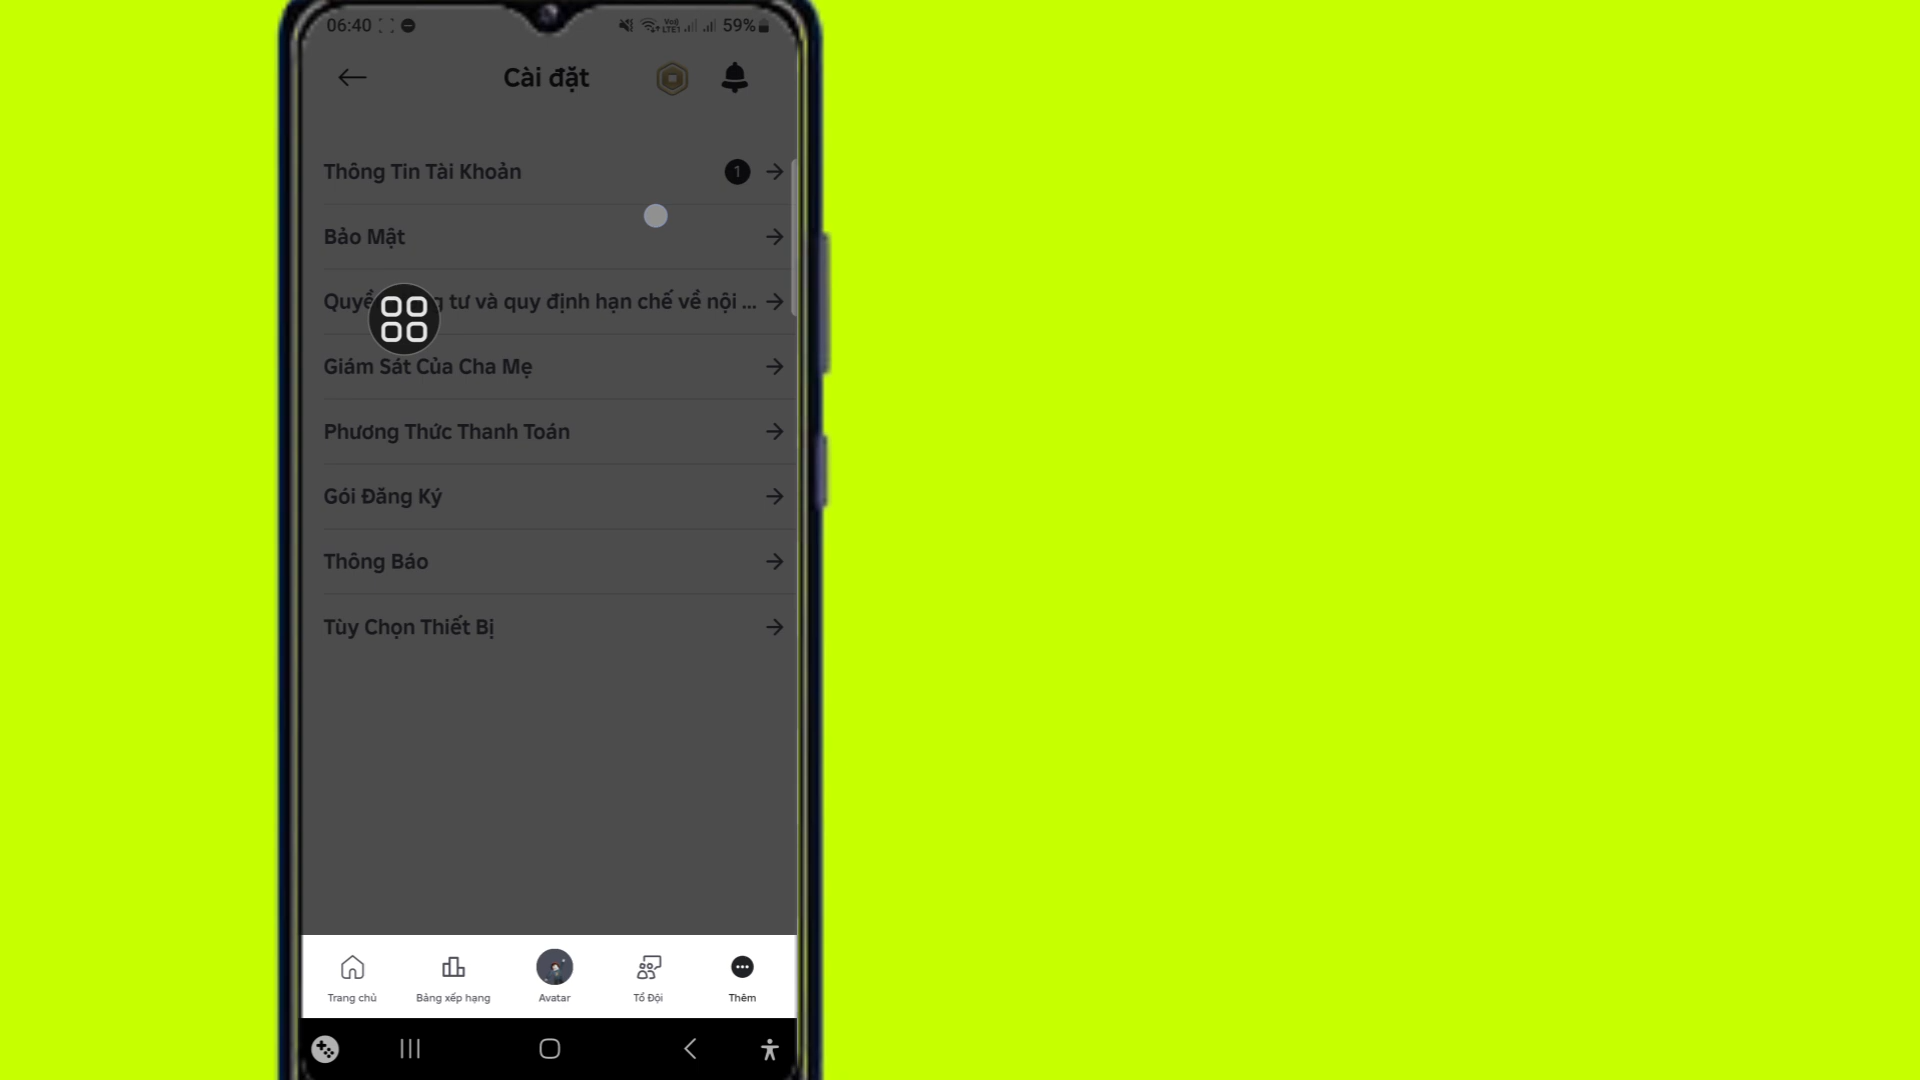 06:40
59%
Cài đặt
Thông Tin Tài Khoản
1
Bảo Mật
tư và quy định hạn chế về nội ...
Giám Sát Của Cha Mẹ
Phương Thức Thanh Toán
Gói Đăng Ký
Thông Báo
Tùy Chọn Thiết Bị
Trang chủ
Bảng xếp hạng
Avatar
Tổ Đội
Thêm